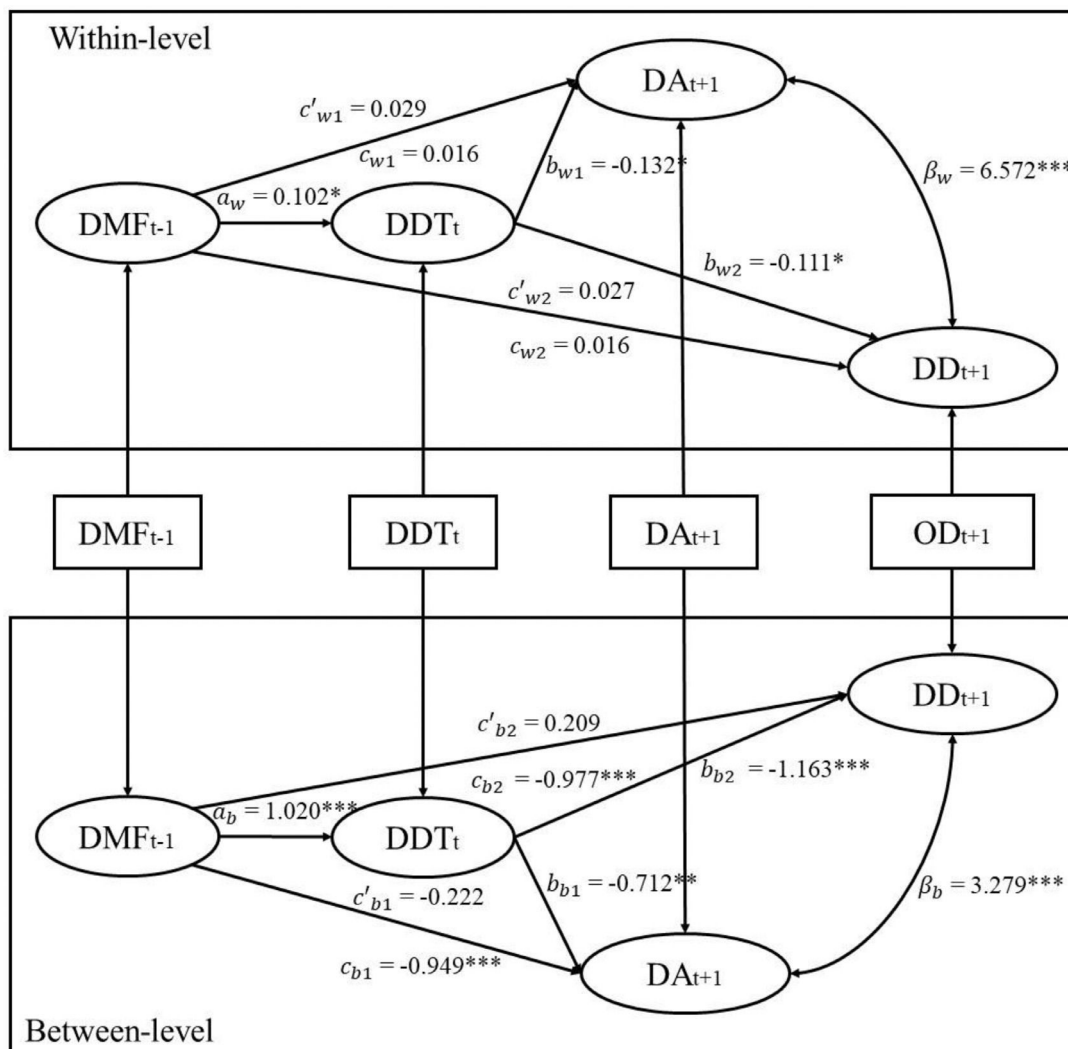 Within-level
DAt+1
c'w1 = 0.029
cw1 = 0.016
bw1 = -0.132*
βw = 6.572***
aw = 0.102*
DMFt-1
DDTt
bw2 = -0.111*
c'w2 = 0.027
cw2 = 0.016
DDt+1
DMFt-1
DDTt
DAt+1
ODt+1
DDt+1
c'b2 = 0.209
cb2 = -0.977***
bb2 = -1.163***
ab = 1.020***
DMFt-1
DDTt
bb1 = -0.712**
βb = 3.279***
c'b1 = -0.222
cb1 = -0.949***
DAt+1
Between-level